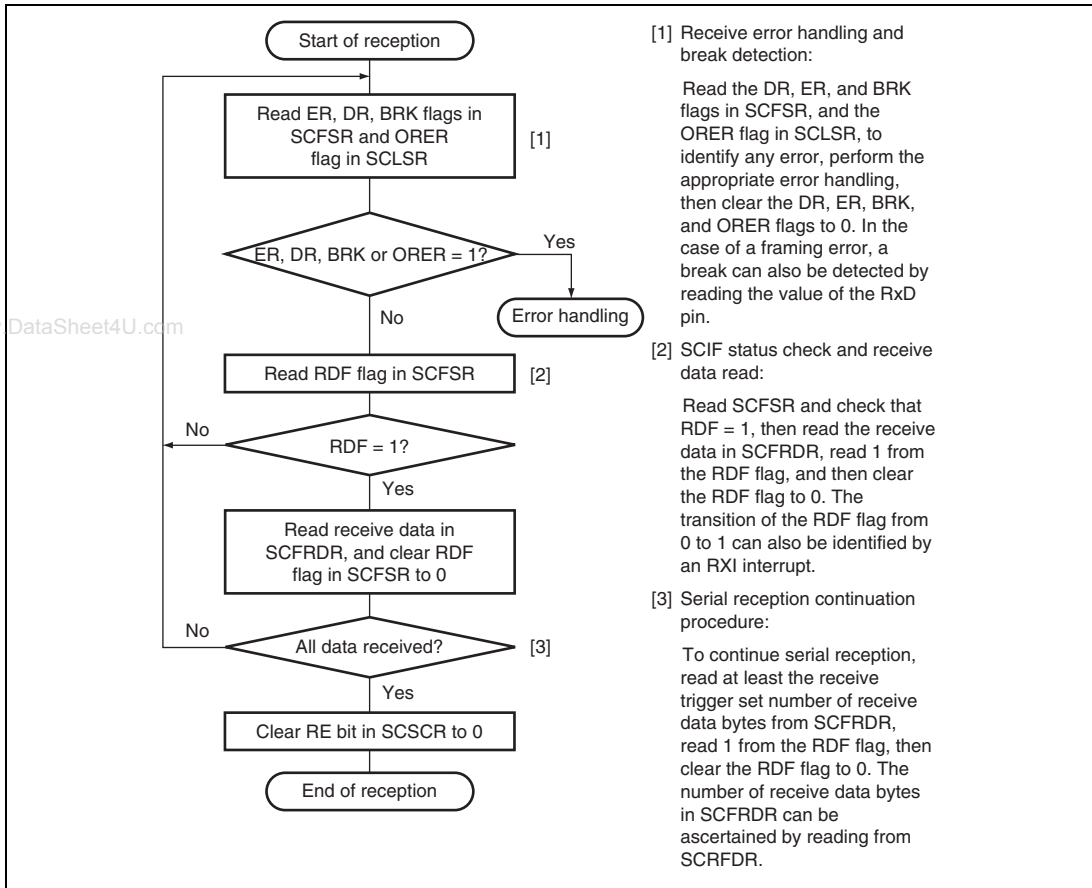 Start of reception
Read ER, DR, BRK flags in
SCFSR and ORER
flag in SCLSR
[1]
ER, DR, BRK or ORER = 1?
Yes
Error handling
No
Read RDF flag in SCFSR
[2]
No
RDF = 1?
Yes
Read receive data in
SCFRDR, and clear RDF
flag in SCFSR to 0
No
All data received?
[3]
Yes
Clear RE bit in SCSCR to 0
End of reception
.DataSheet4U.com
[1] Receive error handling and
break detection:
Read the DR, ER, and BRK
flags in SCFSR, and the
ORER flag in SCLSR, to
identify any error, perform the
appropriate error handling,
then clear the DR, ER, BRK,
and ORER flags to 0. In the
case of a framing error, a
break can also be detected by
reading the value of the RxD
pin.
[2] SCIF status check and receive
data read:
Read SCFSR and check that
RDF = 1, then read the receive
data in SCFRDR, read 1 from
the RDF flag, and then clear
the RDF flag to 0. The
transition of the RDF flag from
0 to 1 can also be identified by
an RXI interrupt.
[3] Serial reception continuation
procedure:
To continue serial reception,
read at least the receive
trigger set number of receive
data bytes from SCFRDR,
read 1 from the RDF flag, then
clear the RDF flag to 0. The
number of receive data bytes
in SCFRDR can be
ascertained by reading from
SCRFDR.